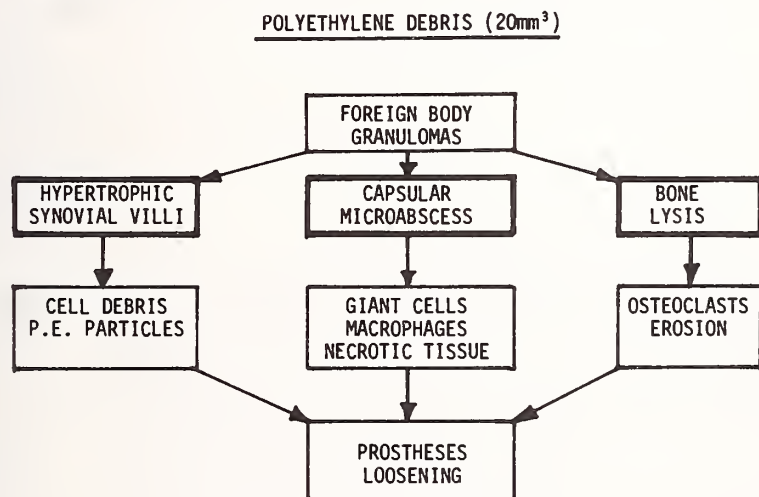 POLYETHYLENE DEBRIS (20mm³)
FOREIGN BODY
GRANULOMAS
HYPERTROPHIC
SYNOVIAL VILLI
CAPSULAR
MICROABSCESS
BONE
LYSIS
CELL DEBRIS
P.E. PARTICLES
GIANT CELLS
MACROPHAGES
NECROTIC TISSUE
OSTEOCLASTS
EROSION
PROSTHESES
LOOSENING